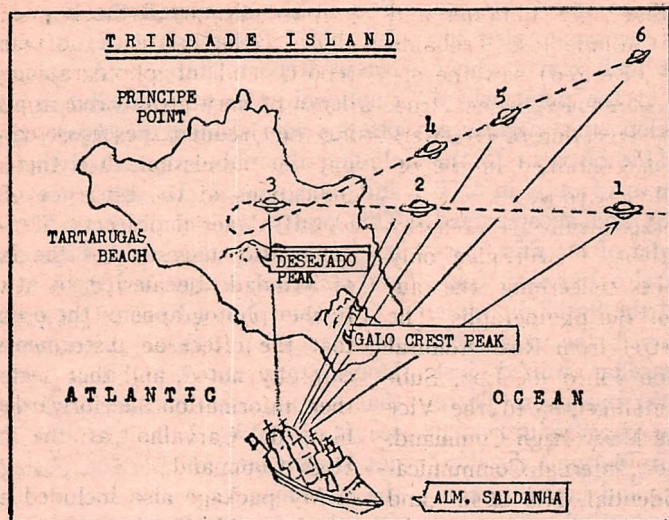 TRINDADE ISLAND
6
PRINCIPE
POINT
5
4
3
2
1
TARTARUGAS
BEACH
DESEJADO
PEAK
GALO CREST PEAK
ATLANTIC
OCEAN
ALM. SALDANHA